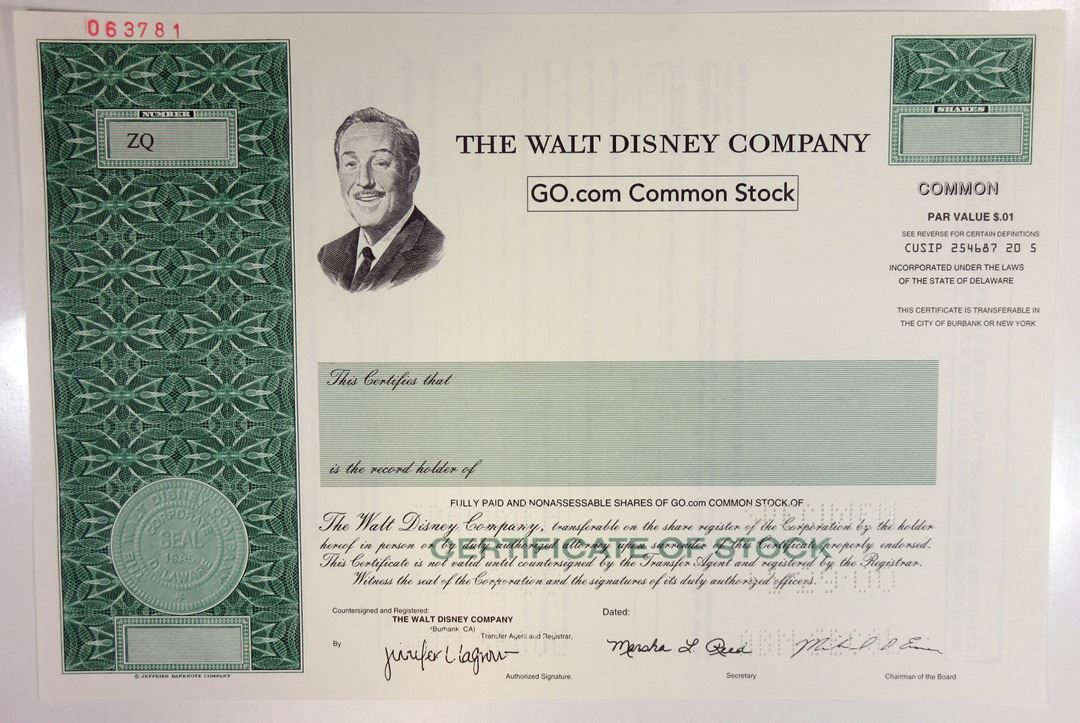 063781
NUMBER
ZQ
SHARES
THE WALT DISNEY COMPANY
GO.com Common Stock
COMMON
PAR VALUE $.01
SEE REVERSE FOR CERTAIN DEFINITIONS
CUSIP 254687 20 5
INCORPORATED UNDER THE LAWS
OF THE STATE OF DELAWARE
THIS CERTIFICATE IS TRANSFERABLE IN
THE CITY OF BURBANK OR NEW YORK
This Certifies that
is the record holder of
FULLY PAID AND NONASSESSABLE SHARES OF GO.com COMMON STOCK OF
The Walt Disney Company, transferable on the share register of the Corporation by the holder
hereof in person or by duly authorized attorney upon surrender of this Certificate properly endorsed.
CERTIFICATE OF STOCK
This Certificate is not valid until countersigned by the Transfer Agent and registered by the Registrar.
Witness the seal of the Corporation and the signatures of its duly authorized officers.
SEAL
Countersigned and Registered:
THE WALT DISNEY COMPANY
(Burbank CA)
Transfer Agent and Registrar,
By
Authorized Signature.
Dated:
Marsha L Reed
Secretary
Chairman of the Board
© JEFFRIES BANKNOTE COMPANY